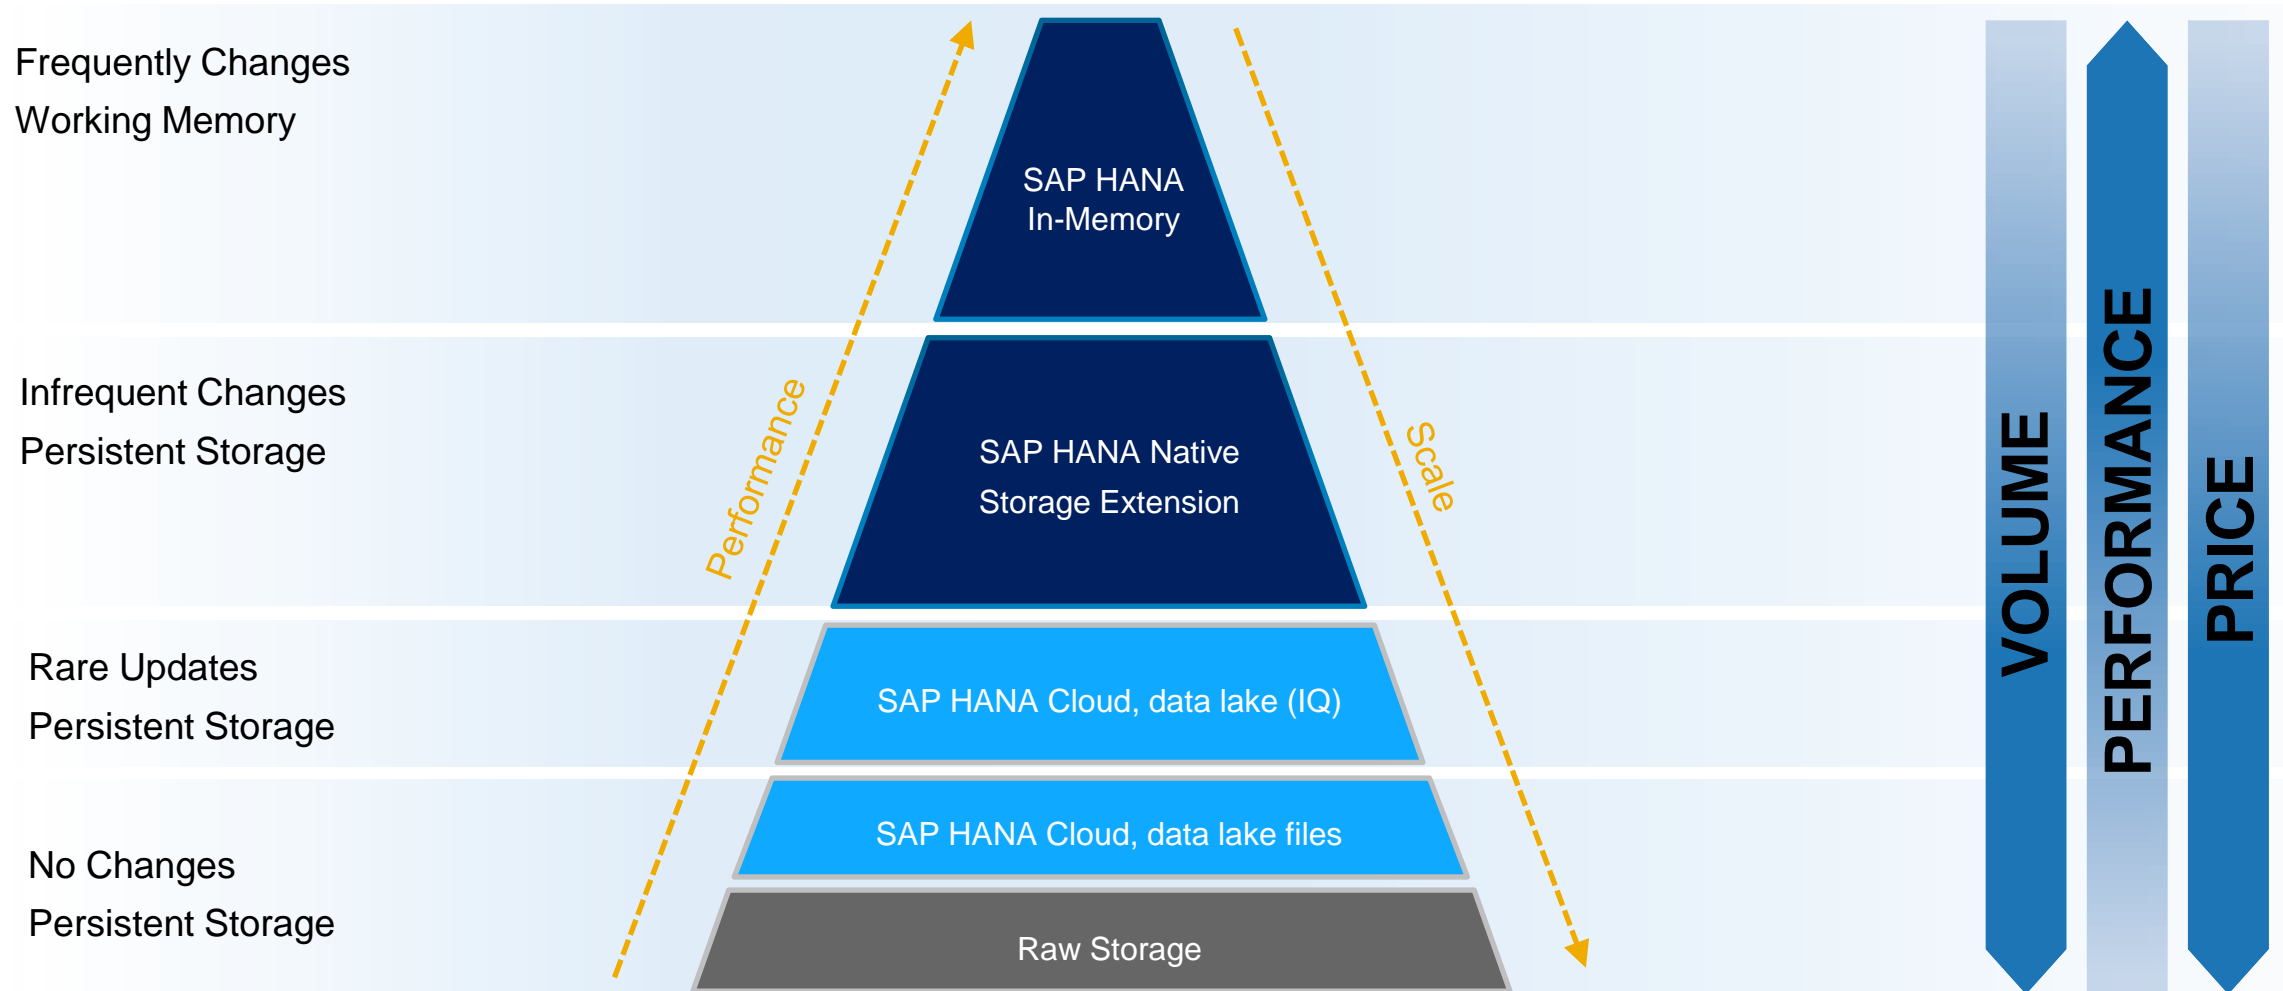 Frequently Changes
Working Memory
SAP HANA
In-Memory
Infrequent Changes
Persistent Storage
SAP HANA Native
Storage Extension
Performance
Scale
Rare Updates
Persistent Storage
SAP HANA Cloud, data lake (IQ)
No Changes
Persistent Storage
SAP HANA Cloud, data lake files
Raw Storage
VOLUME
PERFORMANCE
PRICE